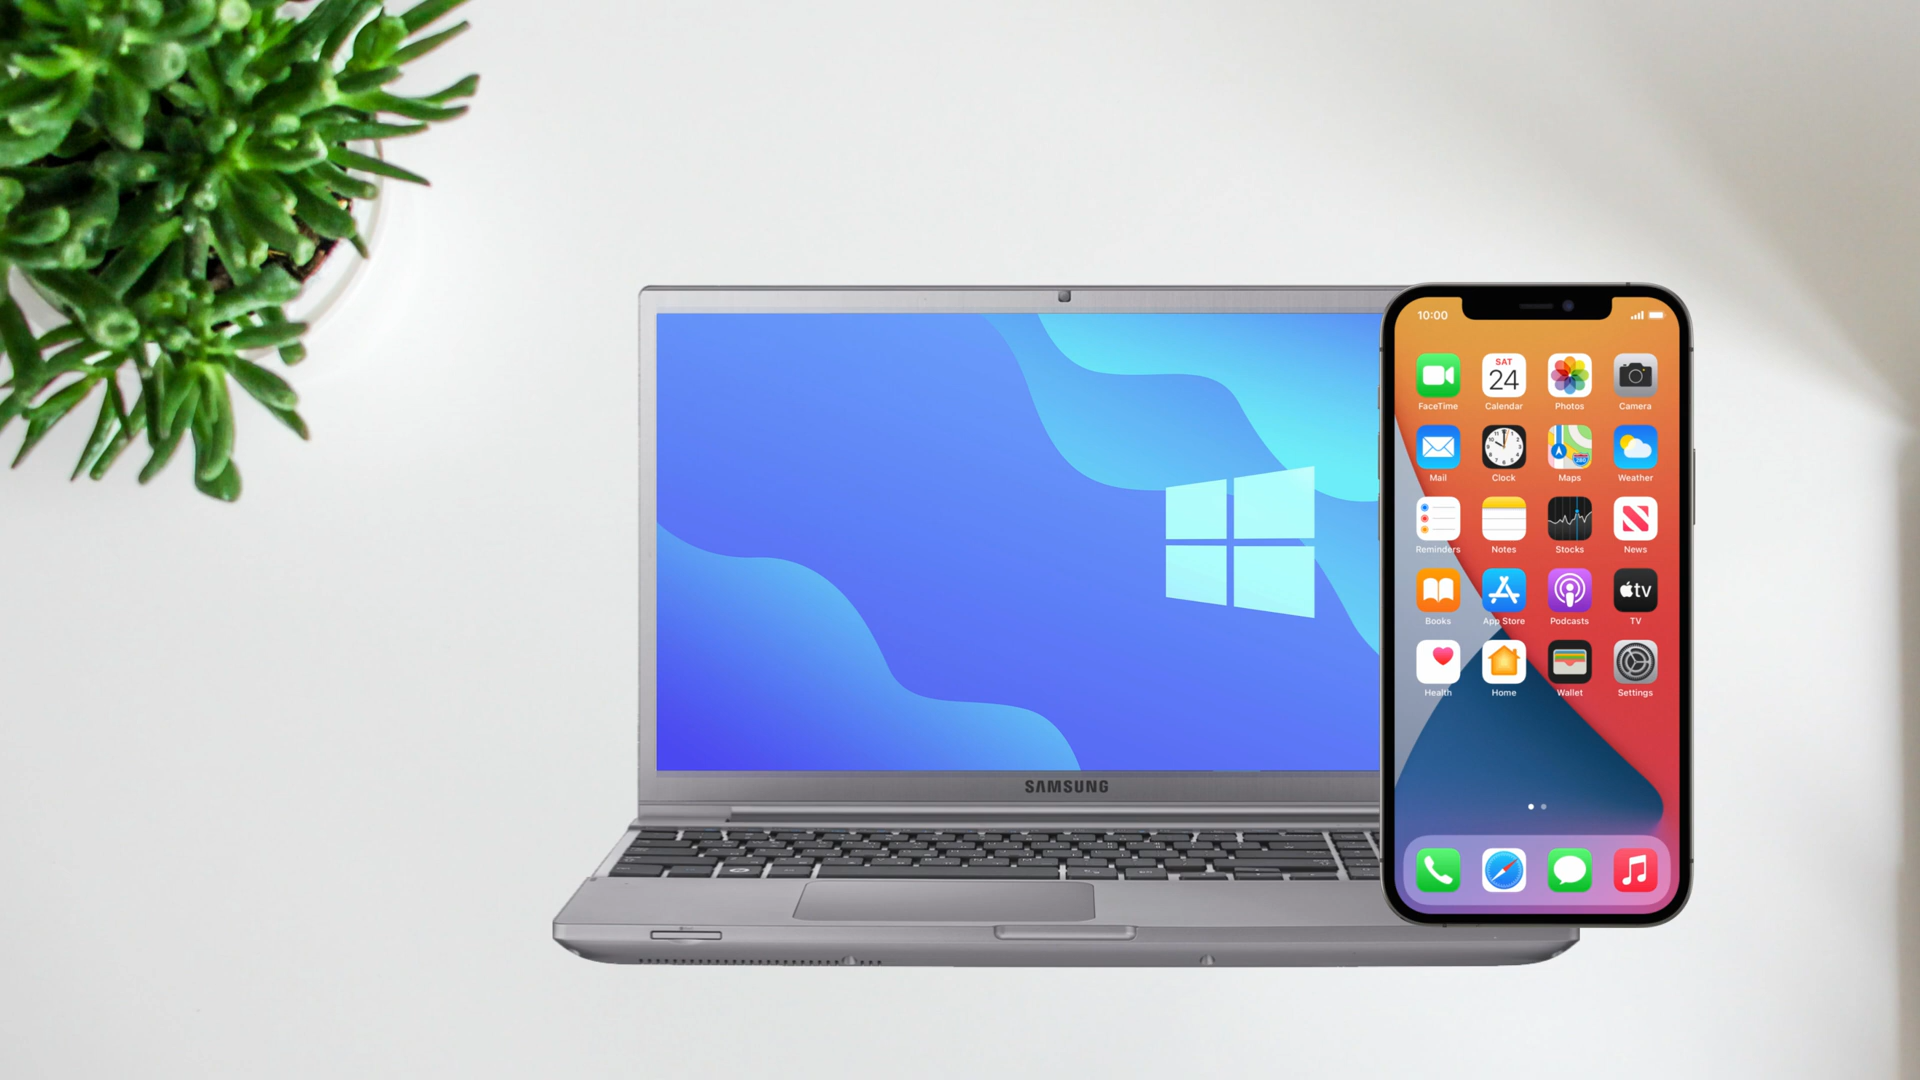 10:00
SAT
24
FaceTime
Calendar
Photos
Camera
Mail
Clock
Maps
Weather
Reminders
Notes
Stocks
News
tv
Books
App Store
Podcasts
TV
Health
Home
Wallet
Settings
SAMSUNG